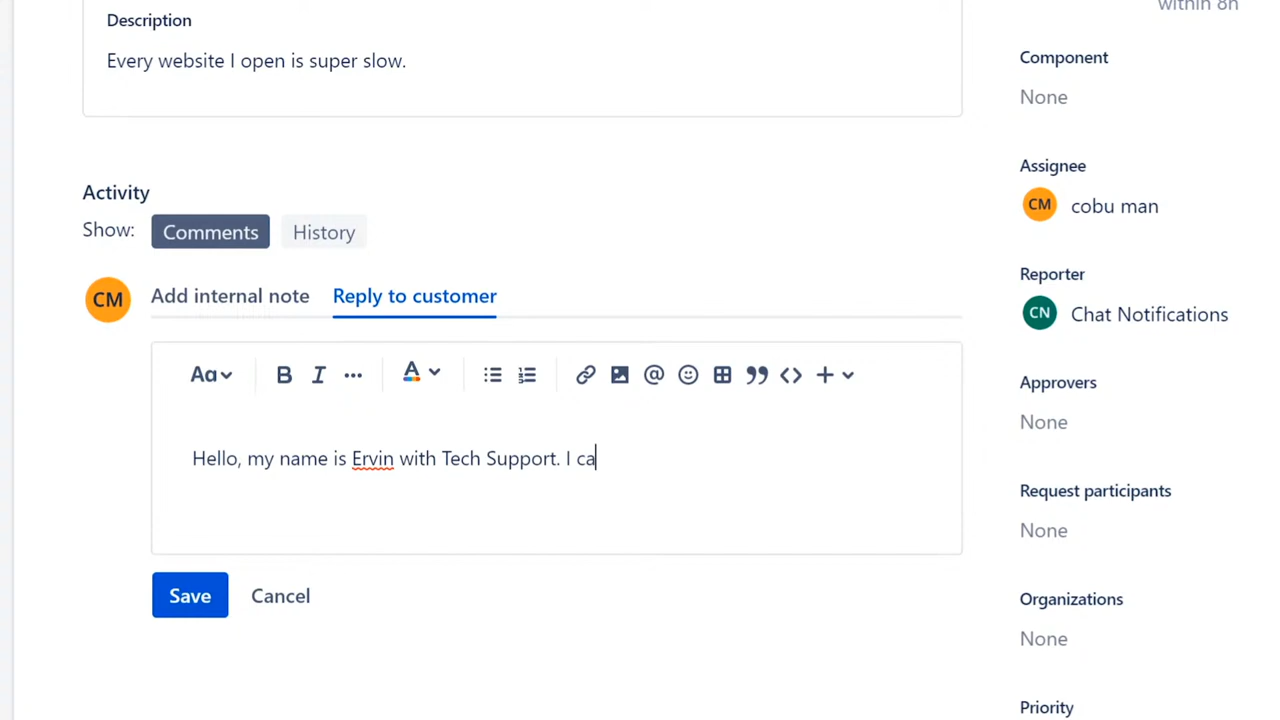 within 8h
Description
Every website I open is super slow.
Component
None
Activity
Assignee
CM cobu man
Show: Comments History
Reporter
CM Add internal note Reply to customer
CN Chat Notifications
Aa B I ... A
Approvers
None
Hello, my name is Ervin with Tech Support. I ca
Request participants
None
Save Cancel
Organizations
None
Priority